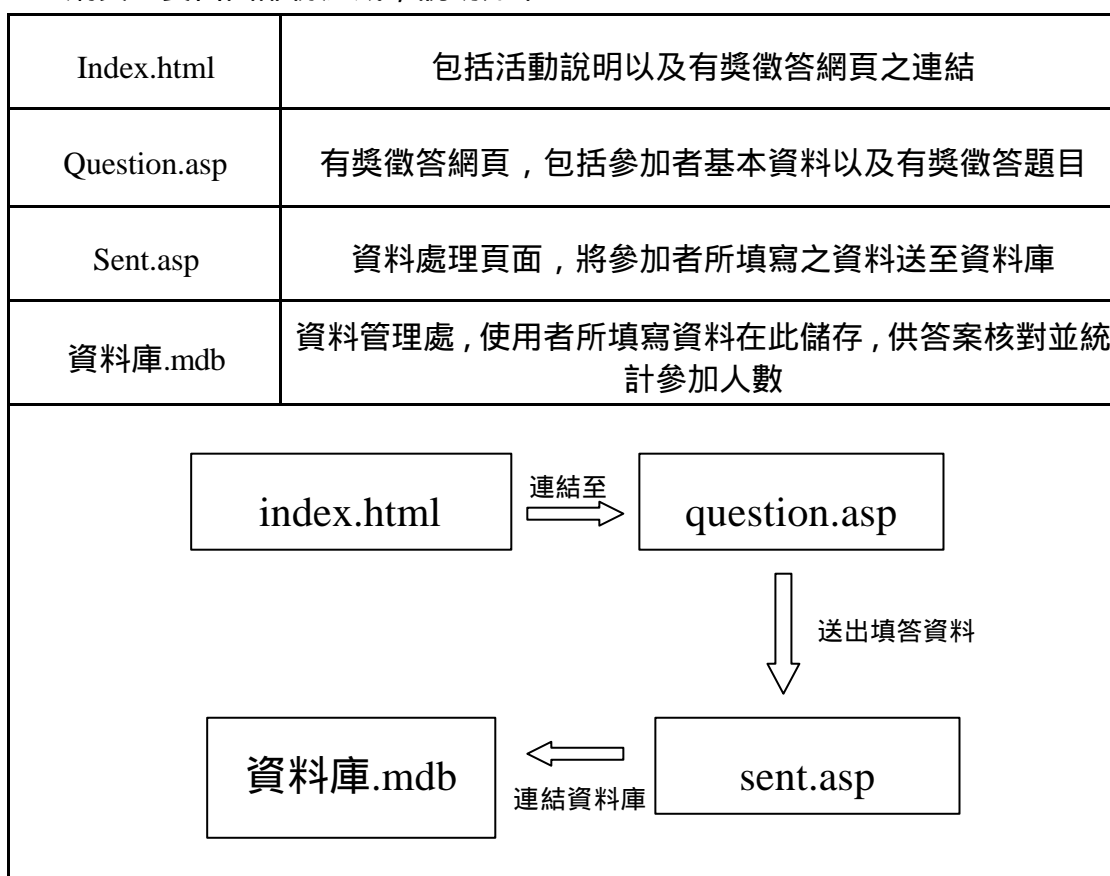 Index.html
包括活動說明以及有獎徵答網頁之連結
Question.asp
有獎徵答網頁，包括參加者基本資料以及有獎徵答題目
Sent.asp
資料處理頁面，將參加者所填寫之資料送至資料庫
資料庫.mdb
資料管理處，使用者所填寫資料在此儲存，供答案核對並統
計參加人數
index.html
連結至
question.asp
送出填答資料
資料庫.mdb
連結資料庫
sent.asp